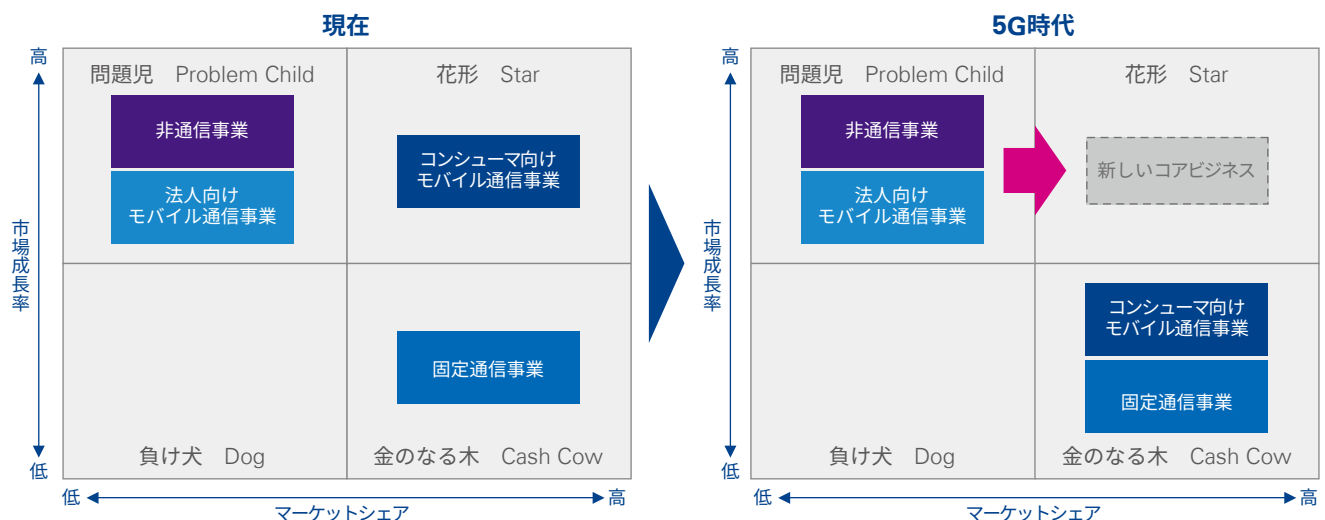 現在
高
問題児 Problem Child
花形 Star
非通信事業
法人向け
モバイル通信事業
コンシューマ向け
モバイル通信事業
市場成長率
固定通信事業
負け犬 Dog
金のなる木 Cash Cow
低
低
高
マーケットシェア
5G時代
高
問題児 Problem Child
花形 Star
非通信事業
法人向け
モバイル通信事業
新しいコアビジネス
市場成長率
コンシューマ向け
モバイル通信事業
固定通信事業
負け犬 Dog
金のなる木 Cash Cow
低
低
高
マーケットシェア